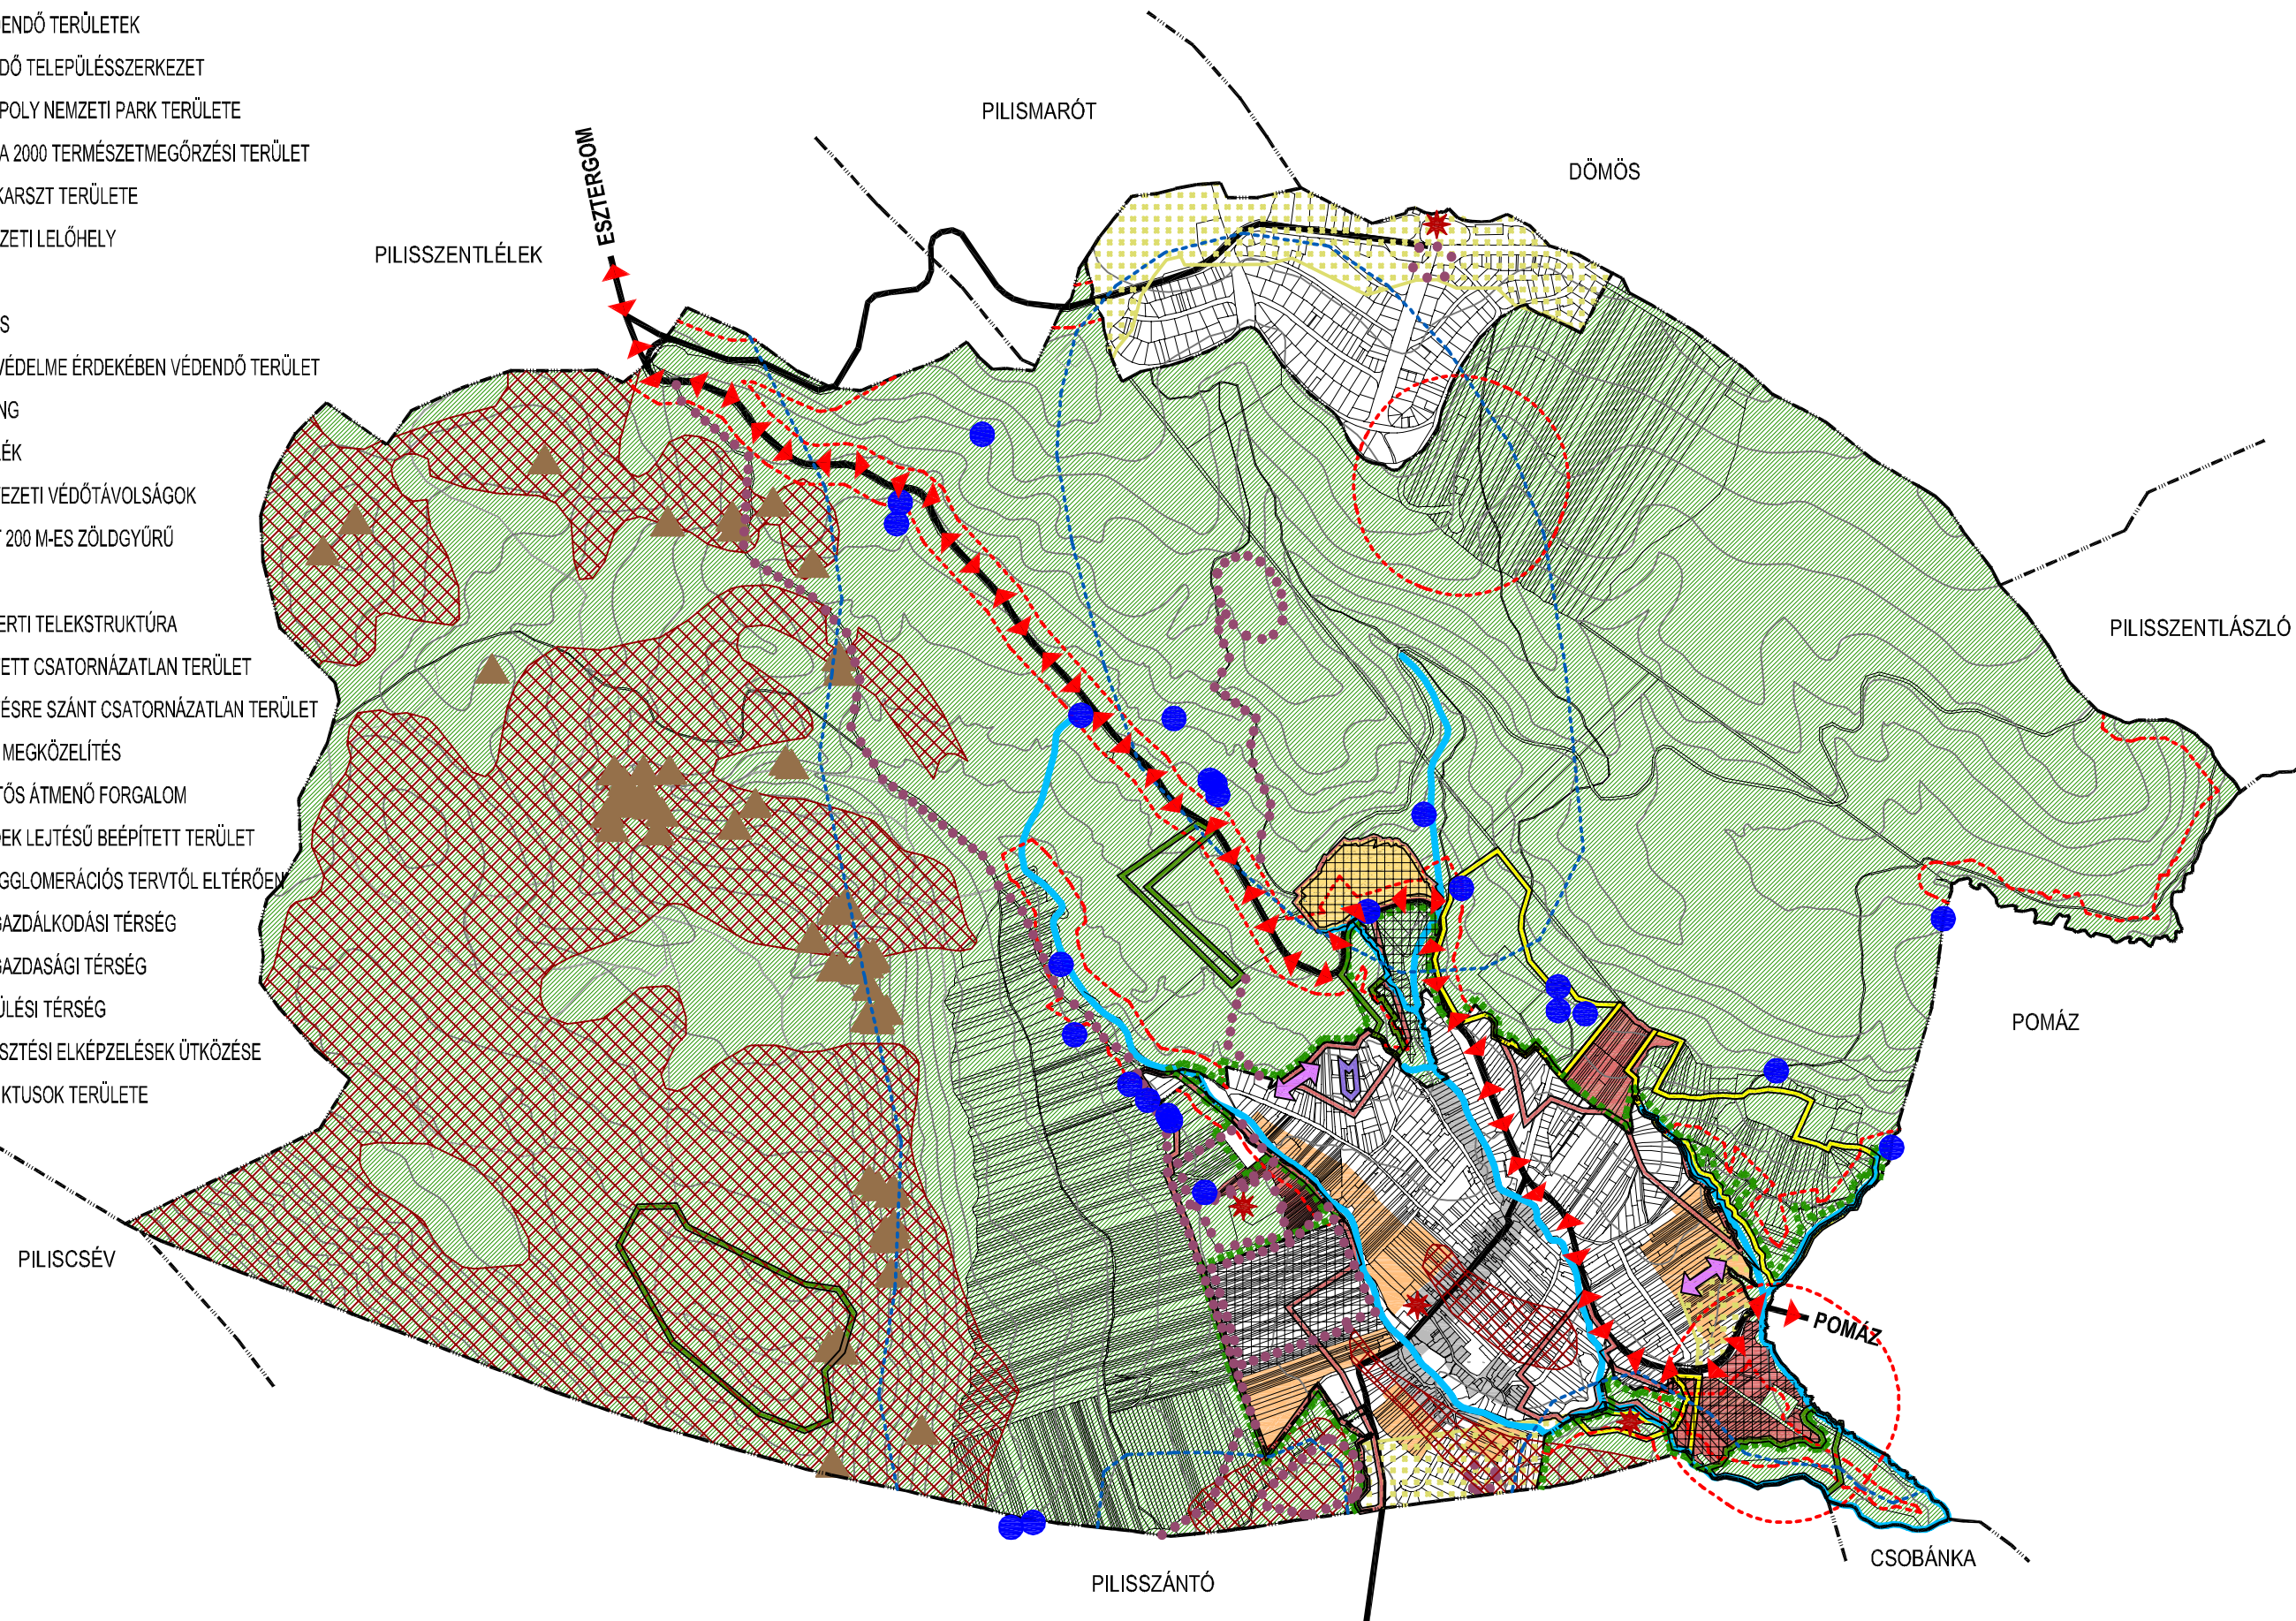 ENDŐ TERÜLETEK
DŐ TELEPÜLÉSSZERKEZET
POLY NEMZETI PARK TERÜLETE
A 2000 TERMÉSZETMEGŐRZÉSI TERÜLET
KARSZT TERÜLETE
ZETI LELŐHELY
S
VÉDELME ÉRDEKÉBEN VÉDENDŐ TERÜLET
NG
ÉK
EZETI VÉDŐTÁVOLSÁGOK
T 200 M-ES ZÖLDGYŰRŰ
ERTI TELEKSTRUKTÚRA
ETT CSATORNÁZATLAN TERÜLET
ÉSRE SZÁNT CSATORNÁZATLAN TERÜLET
MEGKÖZELÍTÉS
TŐS ÁTMENŐ FORGALOM
DEK LEJTÉSŰ BEÉPÍTETT TERÜLET
GGLOMERÁCIÓS TERVTŐL ELTÉRŐEN
GAZDÁLKODÁSI TÉRSÉG
GAZDASÁGI TÉRSÉG
ÜLÉSI TÉRSÉG
SZTÉSI ELKÉPZELÉSEK ÜTKÖZÉSE
KTUSOK TERÜLETE
PILISMARÓT
DÖMÖS
ESZTERGOM
PILISSZENTLÉLEK
PILISSZENTLÁSZLÓ
POMÁZ
PILISCSÉV
POMÁZ
CSOBÁNKA
PILISSZÁNTÓ